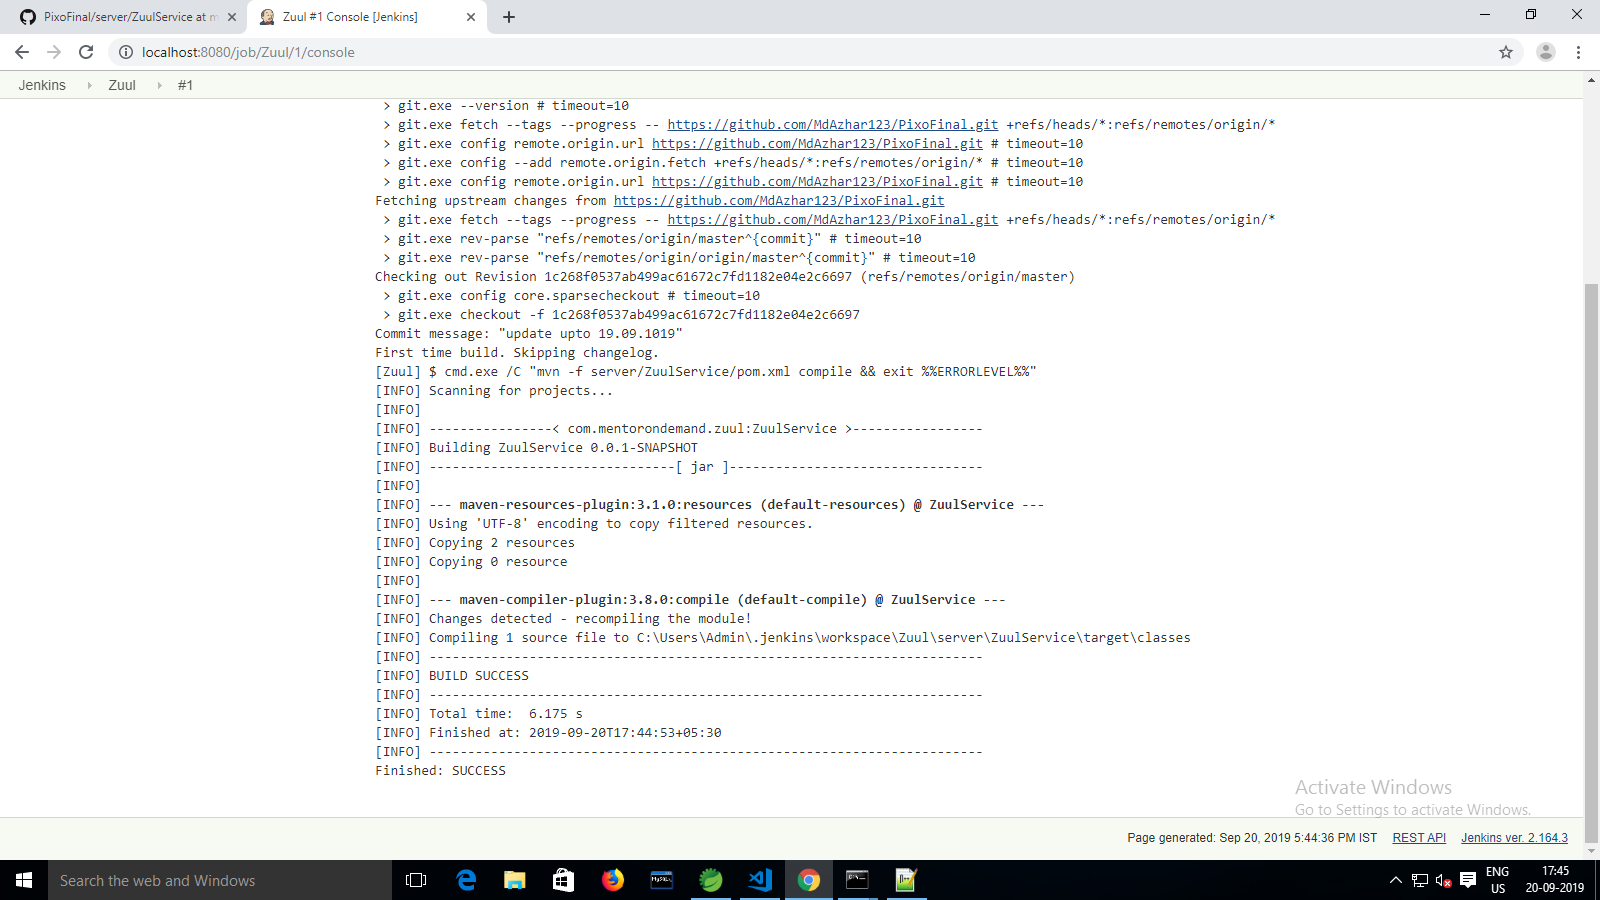 PixoFinal/server/ZuulService at m
Zuul #1 Console [Jenkins]
localhost:8080/job/Zuul/1/console
Jenkins Zuul #1
> git.exe --version # timeout=10
> git.exe fetch --tags --progress -- https://github.com/MdAzhar123/PixoFinal.git +refs/heads/*:refs/remotes/origin/*
> git.exe config remote.origin.url https://github.com/MdAzhar123/PixoFinal.git # timeout=10
> git.exe config --add remote.origin.fetch +refs/heads/*:refs/remotes/origin/* # timeout=10
> git.exe config remote.origin.url https://github.com/MdAzhar123/PixoFinal.git # timeout=10
Fetching upstream changes from https://github.com/MdAzhar123/PixoFinal.git
> git.exe fetch --tags --progress -- https://github.com/MdAzhar123/PixoFinal.git +refs/heads/*:refs/remotes/origin/*
> git.exe rev-parse "refs/remotes/origin/master^{commit}" # timeout=10
> git.exe rev-parse "refs/remotes/origin/origin/master^{commit}" # timeout=10
Checking out Revision 1c268f0537ab499ac61672c7fd1182e04e2c6697 (refs/remotes/origin/master)
> git.exe config core.sparsecheckout # timeout=10
> git.exe checkout -f 1c268f0537ab499ac61672c7fd1182e04e2c6697
Commit message: "update upto 19.09.1019"
First time build. Skipping changelog.
[Zuul] $ cmd.exe /C "mvn -f server/ZuulService/pom.xml compile && exit %%ERRORLEVEL%%"
[INFO] Scanning for projects...
[INFO]
[INFO] ----------------< com.mentorondemand.zuul:ZuulService >-----------------
[INFO] Building ZuulService 0.0.1-SNAPSHOT
[INFO] --------------------------------[ jar ]---------------------------------
[INFO]
[INFO] --- maven-resources-plugin:3.1.0:resources (default-resources) @ ZuulService ---
[INFO] Using 'UTF-8' encoding to copy filtered resources.
[INFO] Copying 2 resources
[INFO] Copying 0 resource
[INFO]
[INFO] --- maven-compiler-plugin:3.8.0:compile (default-compile) @ ZuulService ---
[INFO] Changes detected - recompiling the module!
[INFO] Compiling 1 source file to C:\Users\Admin\.jenkins\workspace\Zuul\server\ZuulService\target\classes
[INFO] ------------------------------------------------------------------------
[INFO] BUILD SUCCESS
[INFO] ------------------------------------------------------------------------
[INFO] Total time:  6.175 s
[INFO] Finished at: 2019-09-20T17:44:53+05:30
[INFO] ------------------------------------------------------------------------
Finished: SUCCESS
Activate Windows
Go to Settings to activate Windows.
Page generated: Sep 20, 2019 5:44:36 PM IST REST API Jenkins ver. 2.164.3
Search the web and Windows
MySQL
ENG
US
17:45
20-09-2019